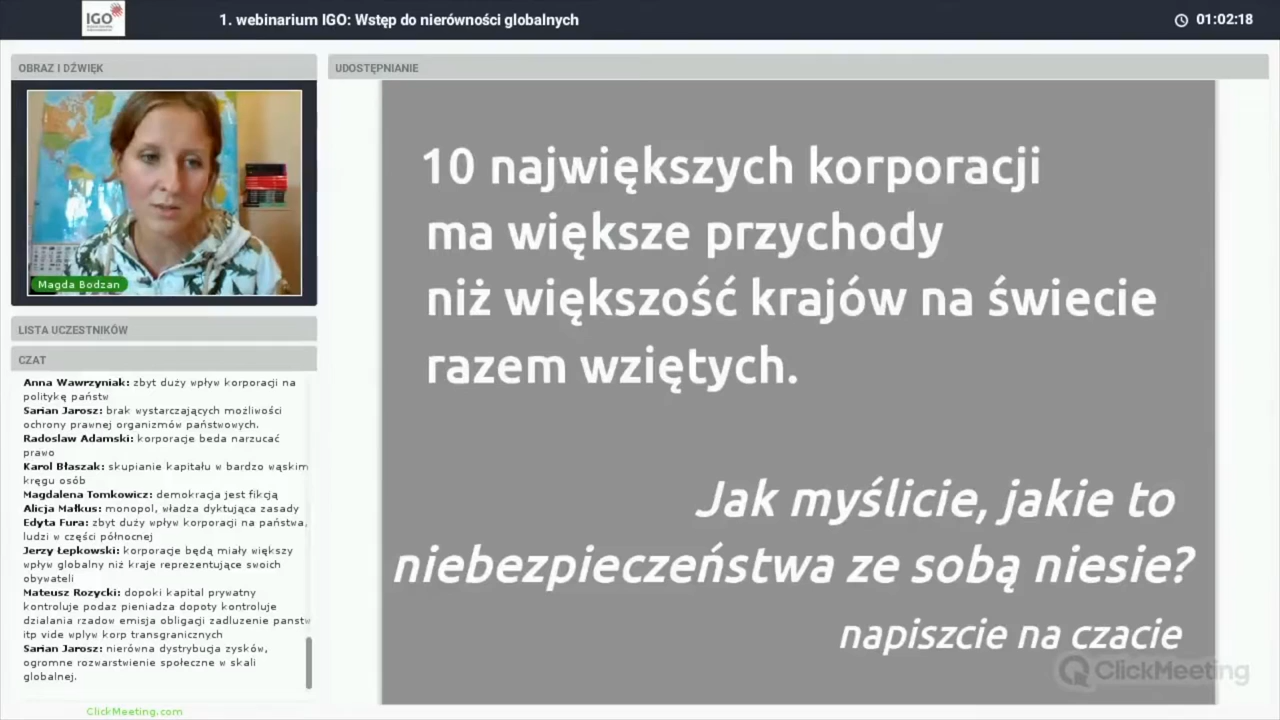 IGO
1. webinarium IGO: Wstęp do nierówności globalnych
01:02:18
OBRAZ I DŹWIĘK
Magda Bodzan
LISTA UCZESTNIKÓW
CZAT
Anna Wawrzyniak: zbyt duży wpływ korporacji na
politykę państw
Sarian Jarosz: brak wystarczających możliwości
ochrony prawnej organizmów państwowych.
Radoslaw Adamski: korporacje beda narzucać
prawo
Karol Błaszak: skupianie kapitału w bardzo wąskim
kręgu osób
Magdalena Tomkowicz: demokracja jest fikcją
Alicja Małkus: monopol, władza dyktująca zasady
Edyta Fura: zbyt duży wpływ korporacji na państwa,
ludzi w części północnej
Jerzy Łepkowski: korporacje będą miały większy
wpływ globalny niż kraje reprezentujące swoich
obywateli
Mateusz Rozycki: dopoki kapital prywatny
kontroluje podaz pieniadza dopoty kontroluje
dzialania rzadow emisja obligacji zadluzenie panstw
itp vide wplyw korp transgranicznych
Sarian Jarosz: nierówna dystrybucja zysków,
ogromne rozwarstwienie społeczne w skali
globalnej.
ClickMeeting.com
UDOSTĘPNIANIE
10 największych korporacji
ma większe przychody
niż większość krajów na świecie
razem wziętych.
Jak myślicie, jakie to
niebezpieczeństwa ze sobą niesie?
napiszcie na czacie
ClickMeeting